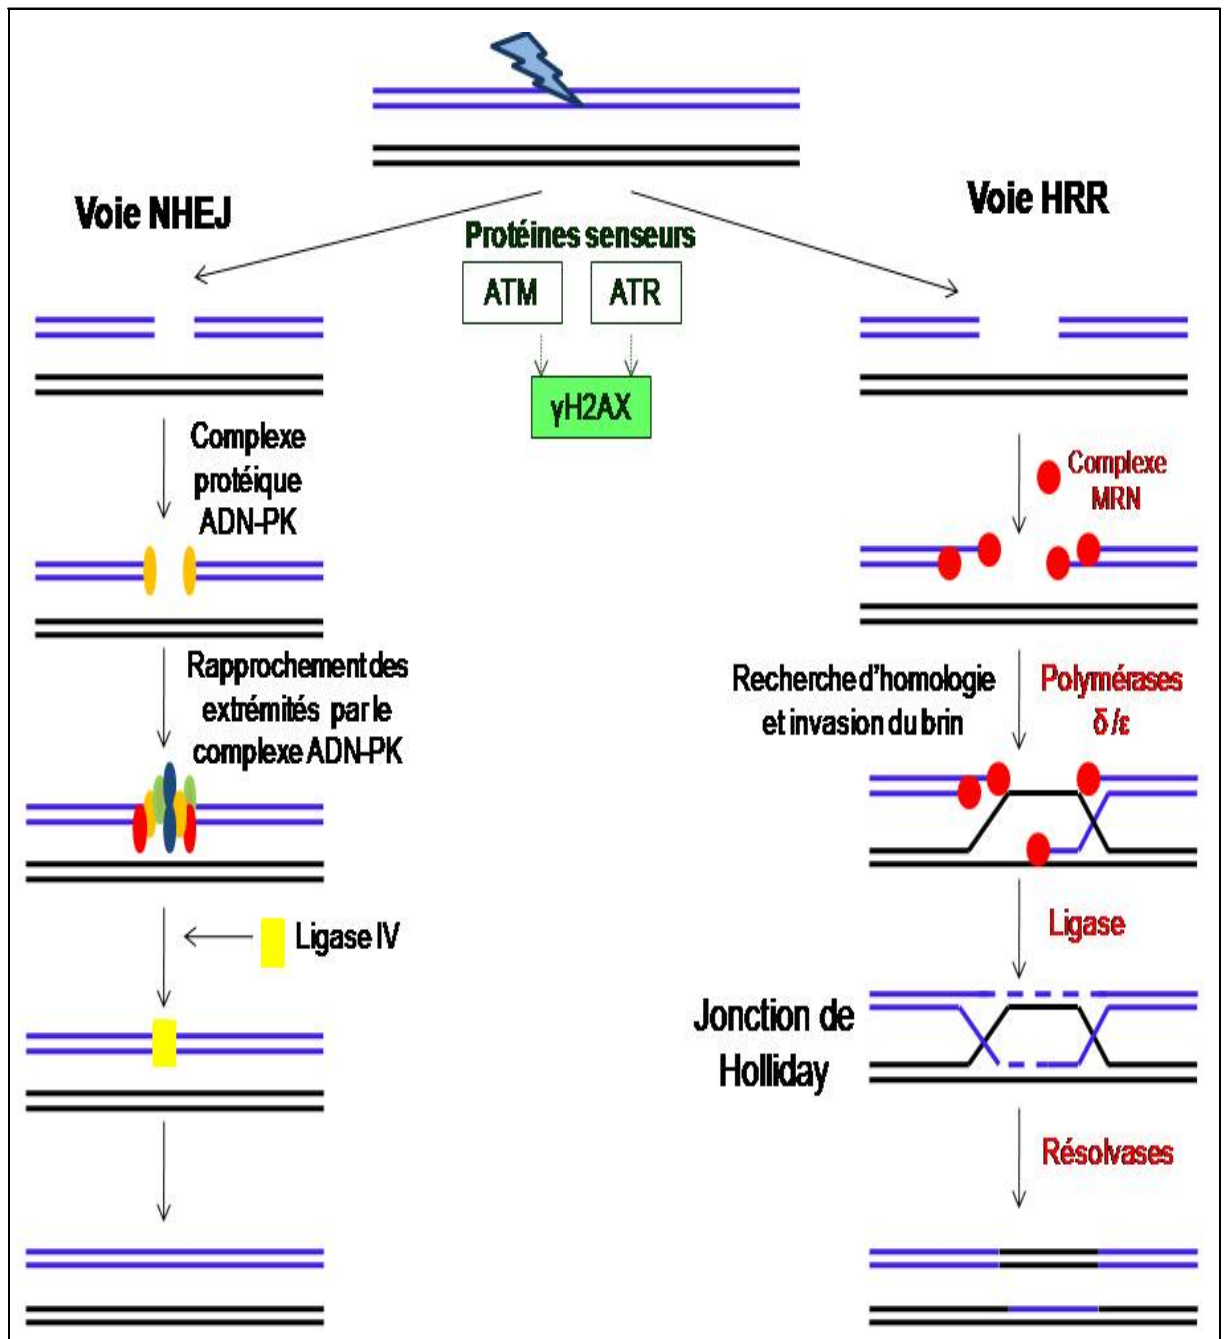 Voie NHEJ
Voie HRR
Protéines senseurs
ATM
ATR
γH2AX
Complexe
protéique
ADN-PK
Complexe
MRN
Rapprochement des
extrémités par le
complexe ADN-PK
Recherche d'homologie
et invasion du brin
Polymérases
δ/ε
Ligase IV
Ligase
Jonction de
Holliday
Résolvases